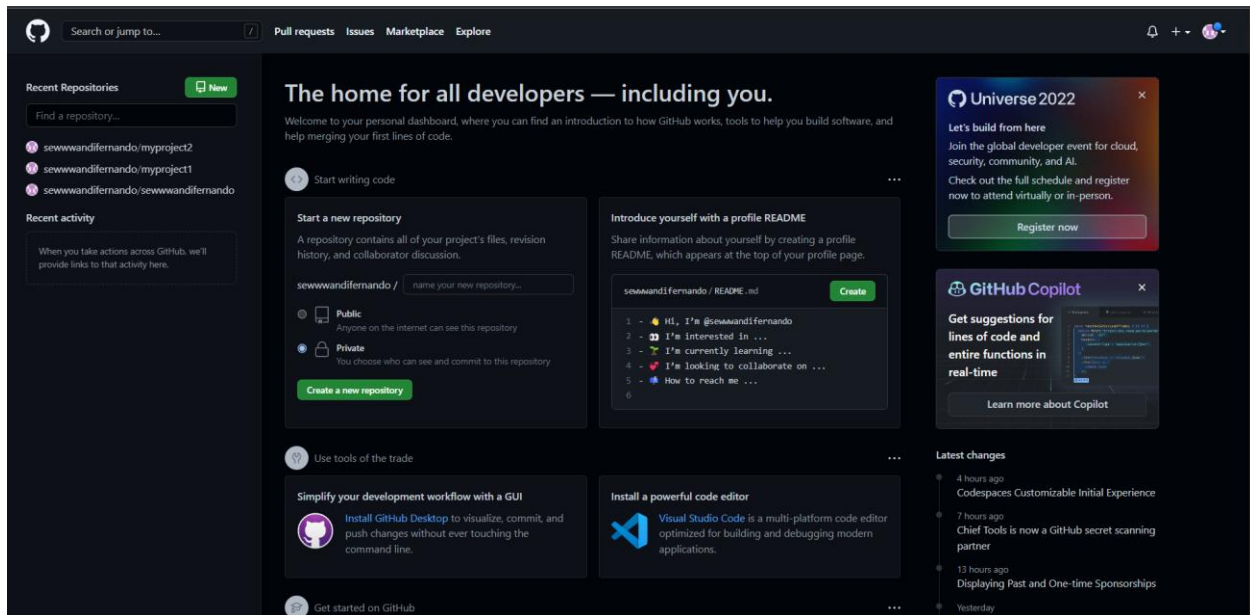 Search or jump to...
/
Pull requests Issues Marketplace Explore
Recent Repositories
New
Find a repository...
sewwwandifernando/myproject2
sewwwandifernando/myproject1
sewwwandifernando/sewwwandifernando
Recent activity
When you take actions across GitHub, we'll
provide links to that activity here.
The home for all developers — including you.
Welcome to your personal dashboard, where you can find an introduction to how GitHub works, tools to help you build software, and
help merging your first lines of code.
Start writing code
Start a new repository
A repository contains all of your project's files, revision
history, and collaborator discussion.
sewwwandifernando / name your new repository...
Public
Anyone on the internet can see this repository
Private
You choose who can see and commit to this repository
Create a new repository
Introduce yourself with a profile README
Share information about yourself by creating a profile
README, which appears at the top of your profile page.
sewwwandifernando / README.md
Create
1 - 👋 Hi, I'm @sewwwandifernando
2 - 👀 I'm interested in ...
3 - 🌱 I'm currently learning ...
4 - 💞️ I'm looking to collaborate on ...
5 - 📫 How to reach me ...
6
Use tools of the trade
Simplify your development workflow with a GUI
Install GitHub Desktop to visualize, commit, and
push changes without ever touching the
command line.
Install a powerful code editor
Visual Studio Code is a multi-platform code editor
optimized for building and debugging modern
applications.
Get started on GitHub
Universe 2022
Let's build from here
Join the global developer event for cloud,
security, community, and AI.
Check out the full schedule and register
now to attend virtually or in-person.
Register now
GitHub Copilot
Get suggestions for
lines of code and
entire functions in
real-time
Learn more about Copilot
Latest changes
4 hours ago
Codespaces Customizable Initial Experience
7 hours ago
Chief Tools is now a GitHub secret scanning
partner
13 hours ago
Displaying Past and One-time Sponsorships
Yesterday